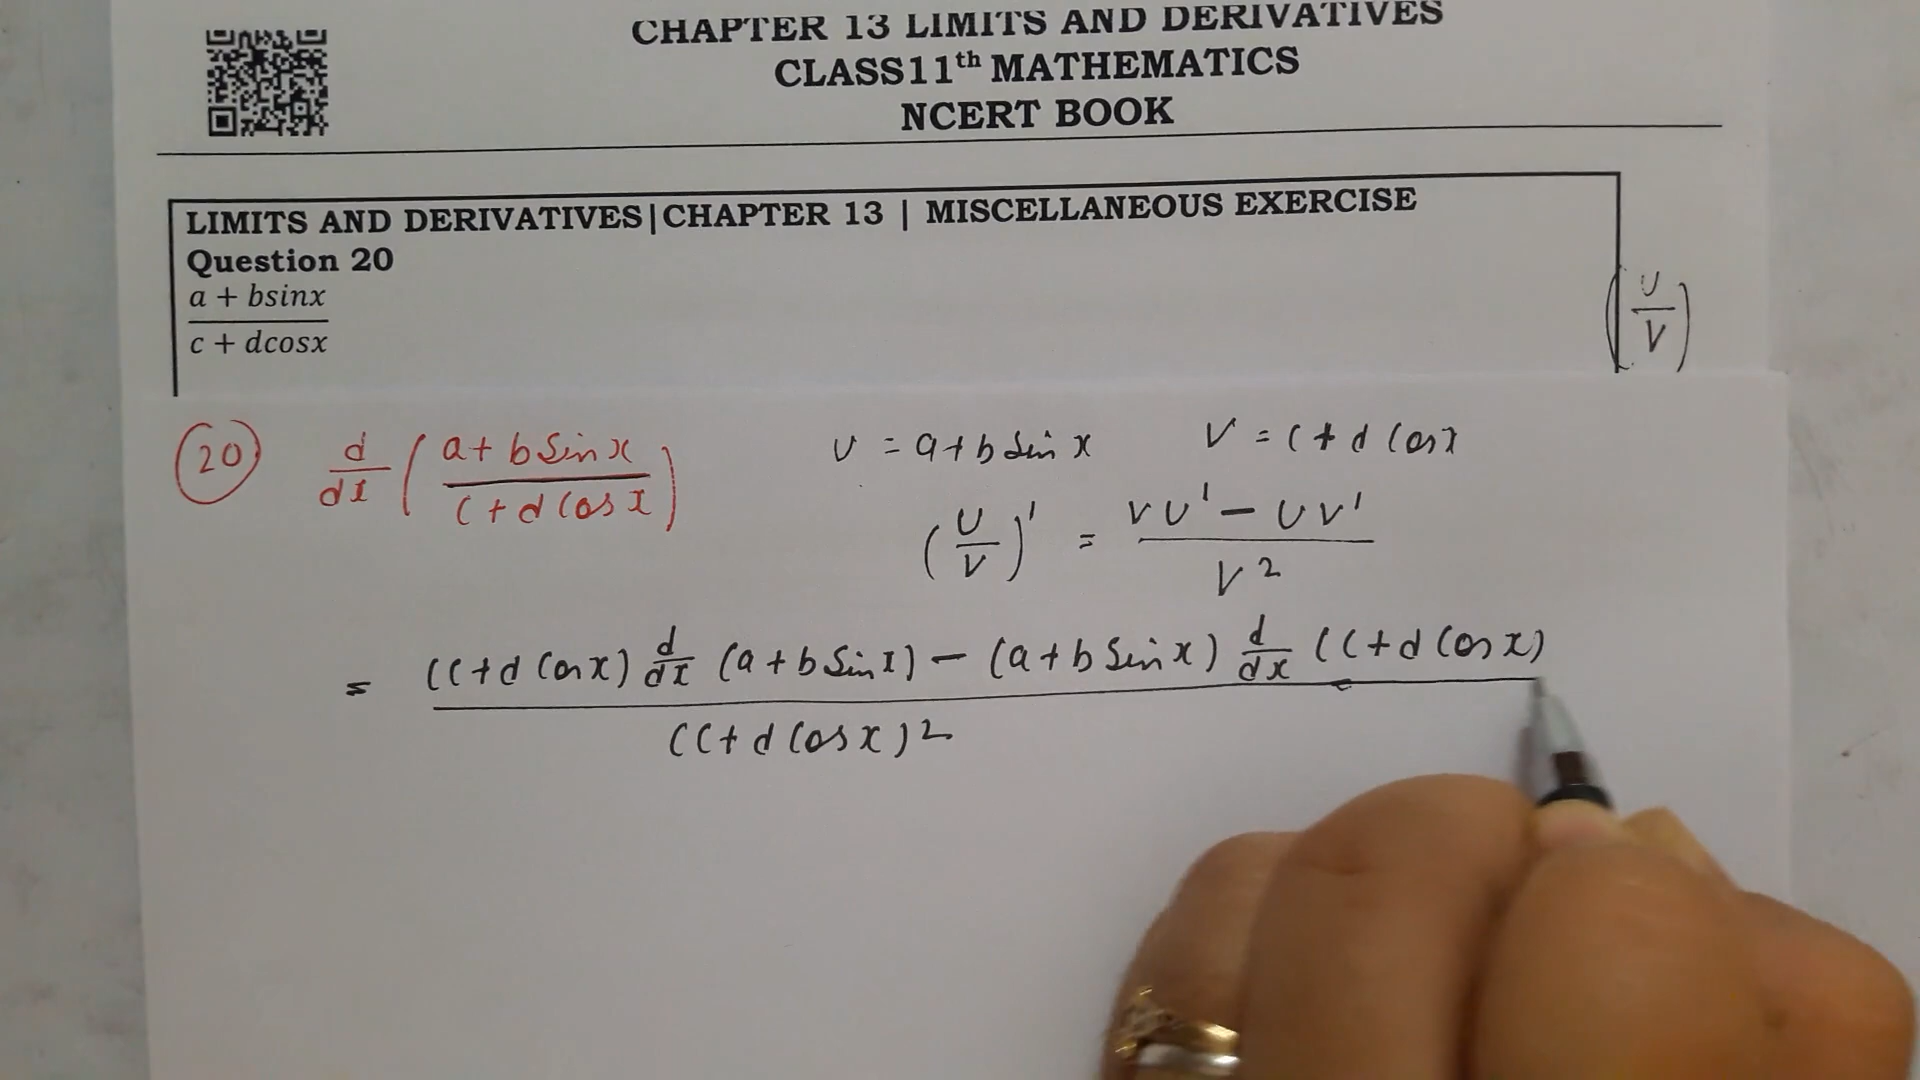 CHAPTER 13 LIMITS AND DERIVATIVES
CLASS11th MATHEMATICS
NCERT BOOK
LIMITS AND DERIVATIVES|CHAPTER 13 | MISCELLANEOUS EXERCISE
Question 20
a + bsinx
c + dcosx
(U/V)
20 d/dx ( a + b Sin x / c + d Cos x )
U = a + b Sin x V = c + d Cos x
(U/V)' = VU' - UV' / V²
= (c + d Cos x) d/dx (a + b Sin x) - (a + b Sin x) d/dx (c + d Cos x)
(c + d Cos x)²